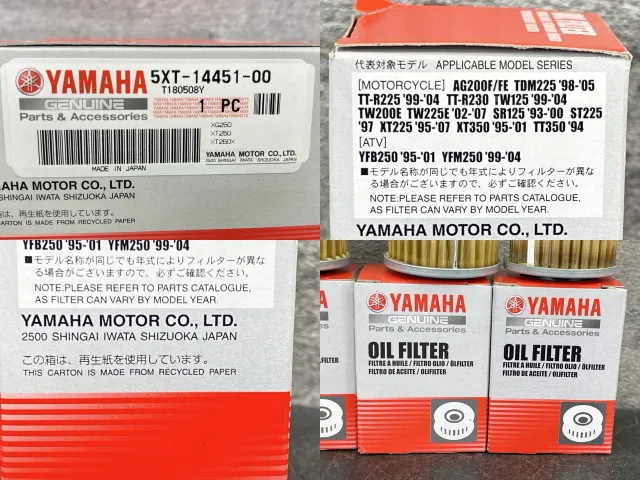 YAMAHA
GENUINE
Parts & Accessories
5XT-14451-00
T180508Y
1 PC
XG250
XT250
XT250X
MADE IN JAPAN
YAMAHA MOTOR CO., LTD.
2500 SHINGAI IWATA SHIZUOKA JAPAN
AHA MOTOR CO., LTD.
SHINGAI IWATA SHIZUOKA JAPAN
箱は、再生紙を使用しています。
CARTON IS MADE FROM RECYCLED PAPER
代表対象モデル APPLICABLE MODEL SERIES
[MOTORCYCLE] AG200F/FE TDM225 '98-'05
TT-R225 '99-'04 TT-R230 TW125 '99-'04
TW200E TW225E '02-'07 SR125 '93-'00 ST225
'97 XT225 '95-'07 XT350 '95-'01 TT350 '94
[ATV]
YFB250 '95-'01 YFM250 '99-'04
■モデル名称が同じでも年式によりフィルターが異な
る場合がございますので、必ずご確認ください。
NOTE:PLEASE REFER TO PARTS CATALOGUE,
AS FILTER CAN VARY BY MODEL YEAR.
YAMAHA MOTOR CO., LTD.
YFB250 '95-'01 YFM250 '99-'04
■モデル名称が同じでも年式によりフィルターが異な
る場合がございますので、必ずご確認ください。
NOTE:PLEASE REFER TO PARTS CATALOGUE,
AS FILTER CAN VARY BY MODEL YEAR.
YAMAHA MOTOR CO., LTD.
2500 SHINGAI IWATA SHIZUOKA JAPAN
この箱は、再生紙を使用しています。
THIS CARTON IS MADE FROM RECYCLED PAPER
YAMAHA
GENUINE
Parts & Accessories
OIL FILTER
FILTRE A HUILE / FILTRO OLIO / ÖLFILTER
FILTRO DE ACEITE / OLIEFILTER
YAMAHA
GENUINE
Parts & Accessories
OIL FILTER
FILTRE A HUILE / FILTRO OLIO / ÖLFILTER
FILTRO DE ACEITE / OLIEFILTER